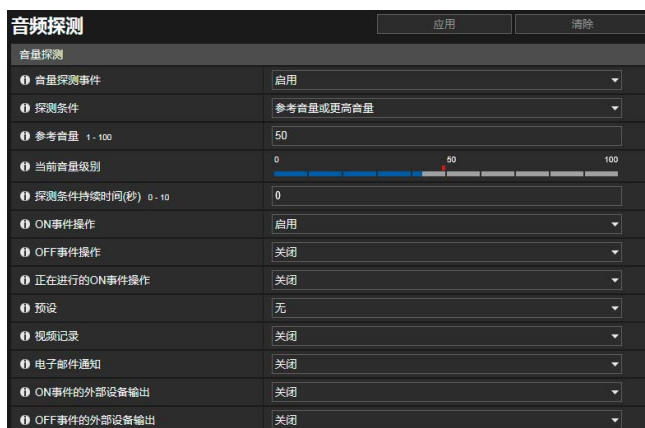 音频探测 应用 清除
音量探测
音量探测事件 启用
探测条件 参考音量或更高音量
参考音量 1 - 100 50
0 50 100
当前音量级别
探测条件持续时间(秒) 0 - 10 0
ON事件操作 启用
OFF事件操作 关闭
正在进行的ON事件操作 关闭
预设 无
视频记录 关闭
电子邮件通知 关闭
ON事件的外部设备输出 关闭
OFF事件的外部设备输出 关闭